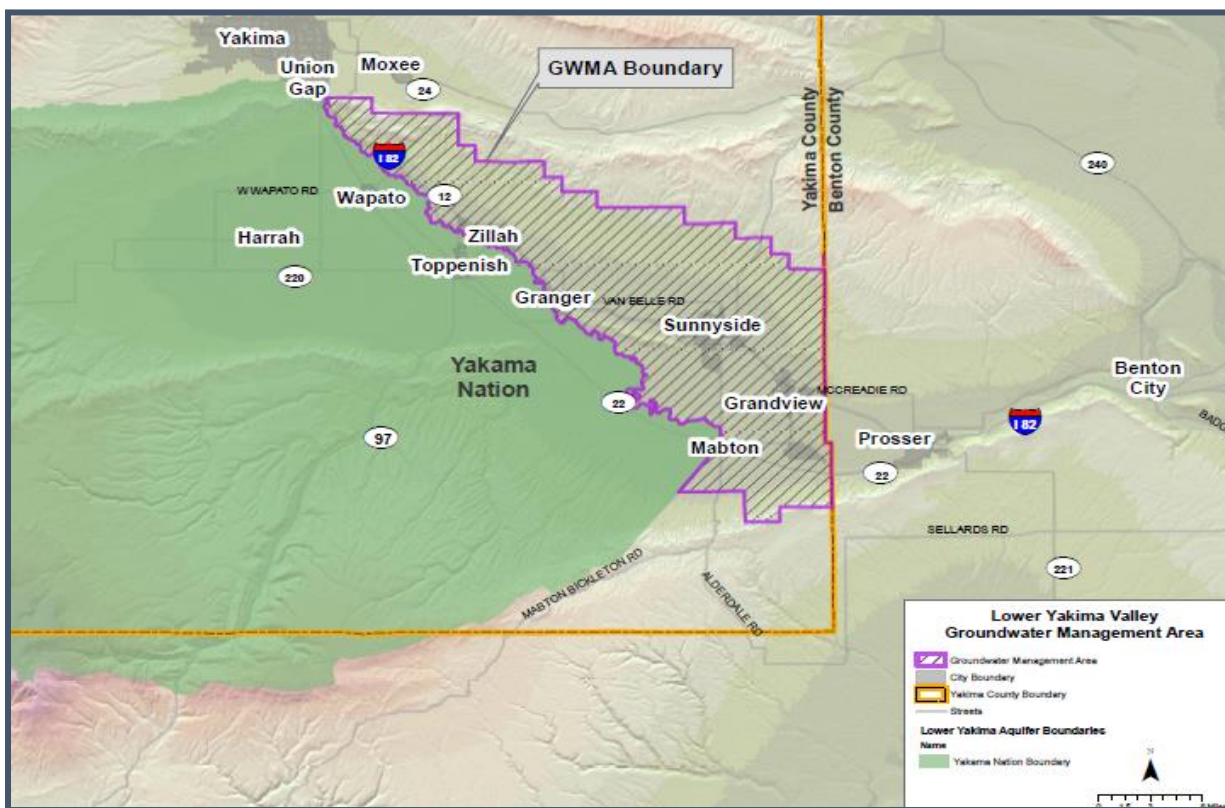 Yakima
Union
Gap
Moxee
24
GWMA Boundary
Yakima County
Benton County
240
I 82
W WAPATO RD
Wapato
12
Harrah
Zillah
Toppenish
220
Granger
VAN BELLE RD
Sunnyside
Yakama
Nation
22
Grandview
MCCREADIE RD
Benton
City
I 82
BADG
97
Mabton
Prosser
22
SELLARDS RD
221
MABTON BICKLETON RD
ALDERDALE RD
Lower Yakima Valley
Groundwater Management Area
Groundwater Management Area
City Boundary
Yakima County Boundary
Streets
Lower Yakima Aquifer Boundaries
Name
Yakama Nation Boundary
N